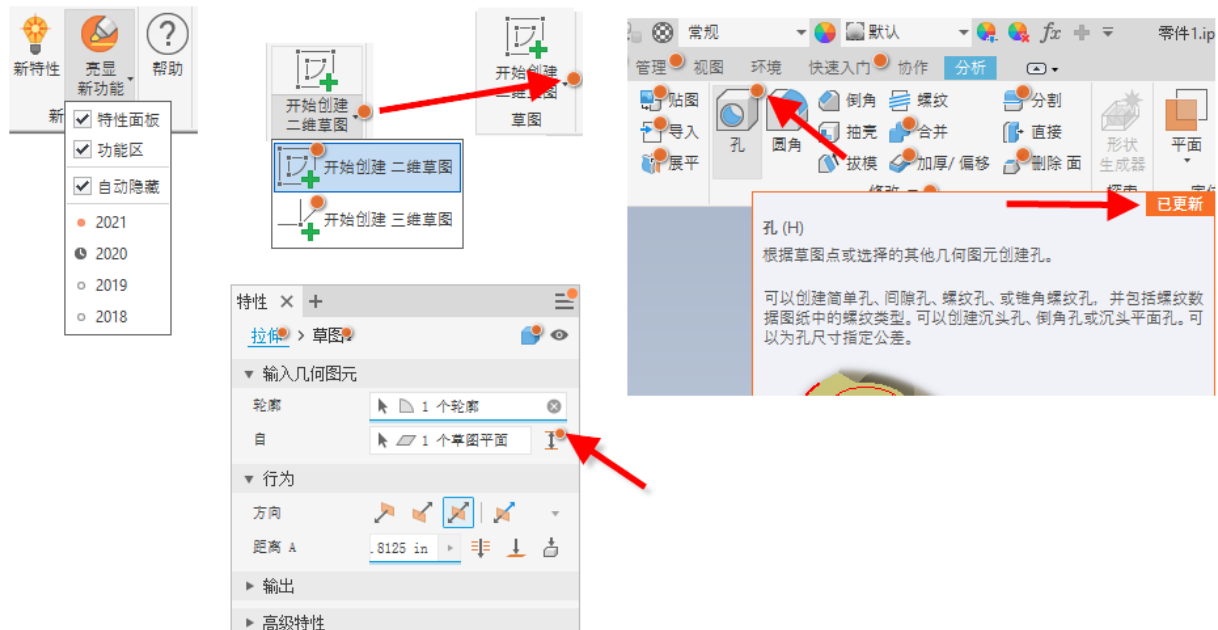 新特性
亮显
新功能
帮助
新
特性面板
功能区
自动隐藏
2021
2020
2019
2018
开始创建
二维草图
开始创建 二维草图
开始创建 三维草图
开始创建
二维草图
草图
常规
默认
fx
零件1.ip
管理
视图
环境
快速入门
协作
分析
贴图
导入
展平
孔
圆角
倒角
抽壳
拔模
螺纹
合并
加厚/ 偏移
分割
直接
删除 面
形状
生成器
平面
修改
探索
已更新
孔 (H)
根据草图点或选择的其他几何图元创建孔。
可以创建简单孔、间隙孔、螺纹孔、或锥角螺纹孔, 并包括螺纹数
据图纸中的螺纹类型。可以创建沉头孔、倒角孔或沉头平面孔。可
以为孔尺寸指定公差。
特性
拉伸 > 草图
输入几何图元
轮廓
1 个轮廓
自
1 个草图平面
行为
方向
距离 A
.8125 in
输出
高级特性